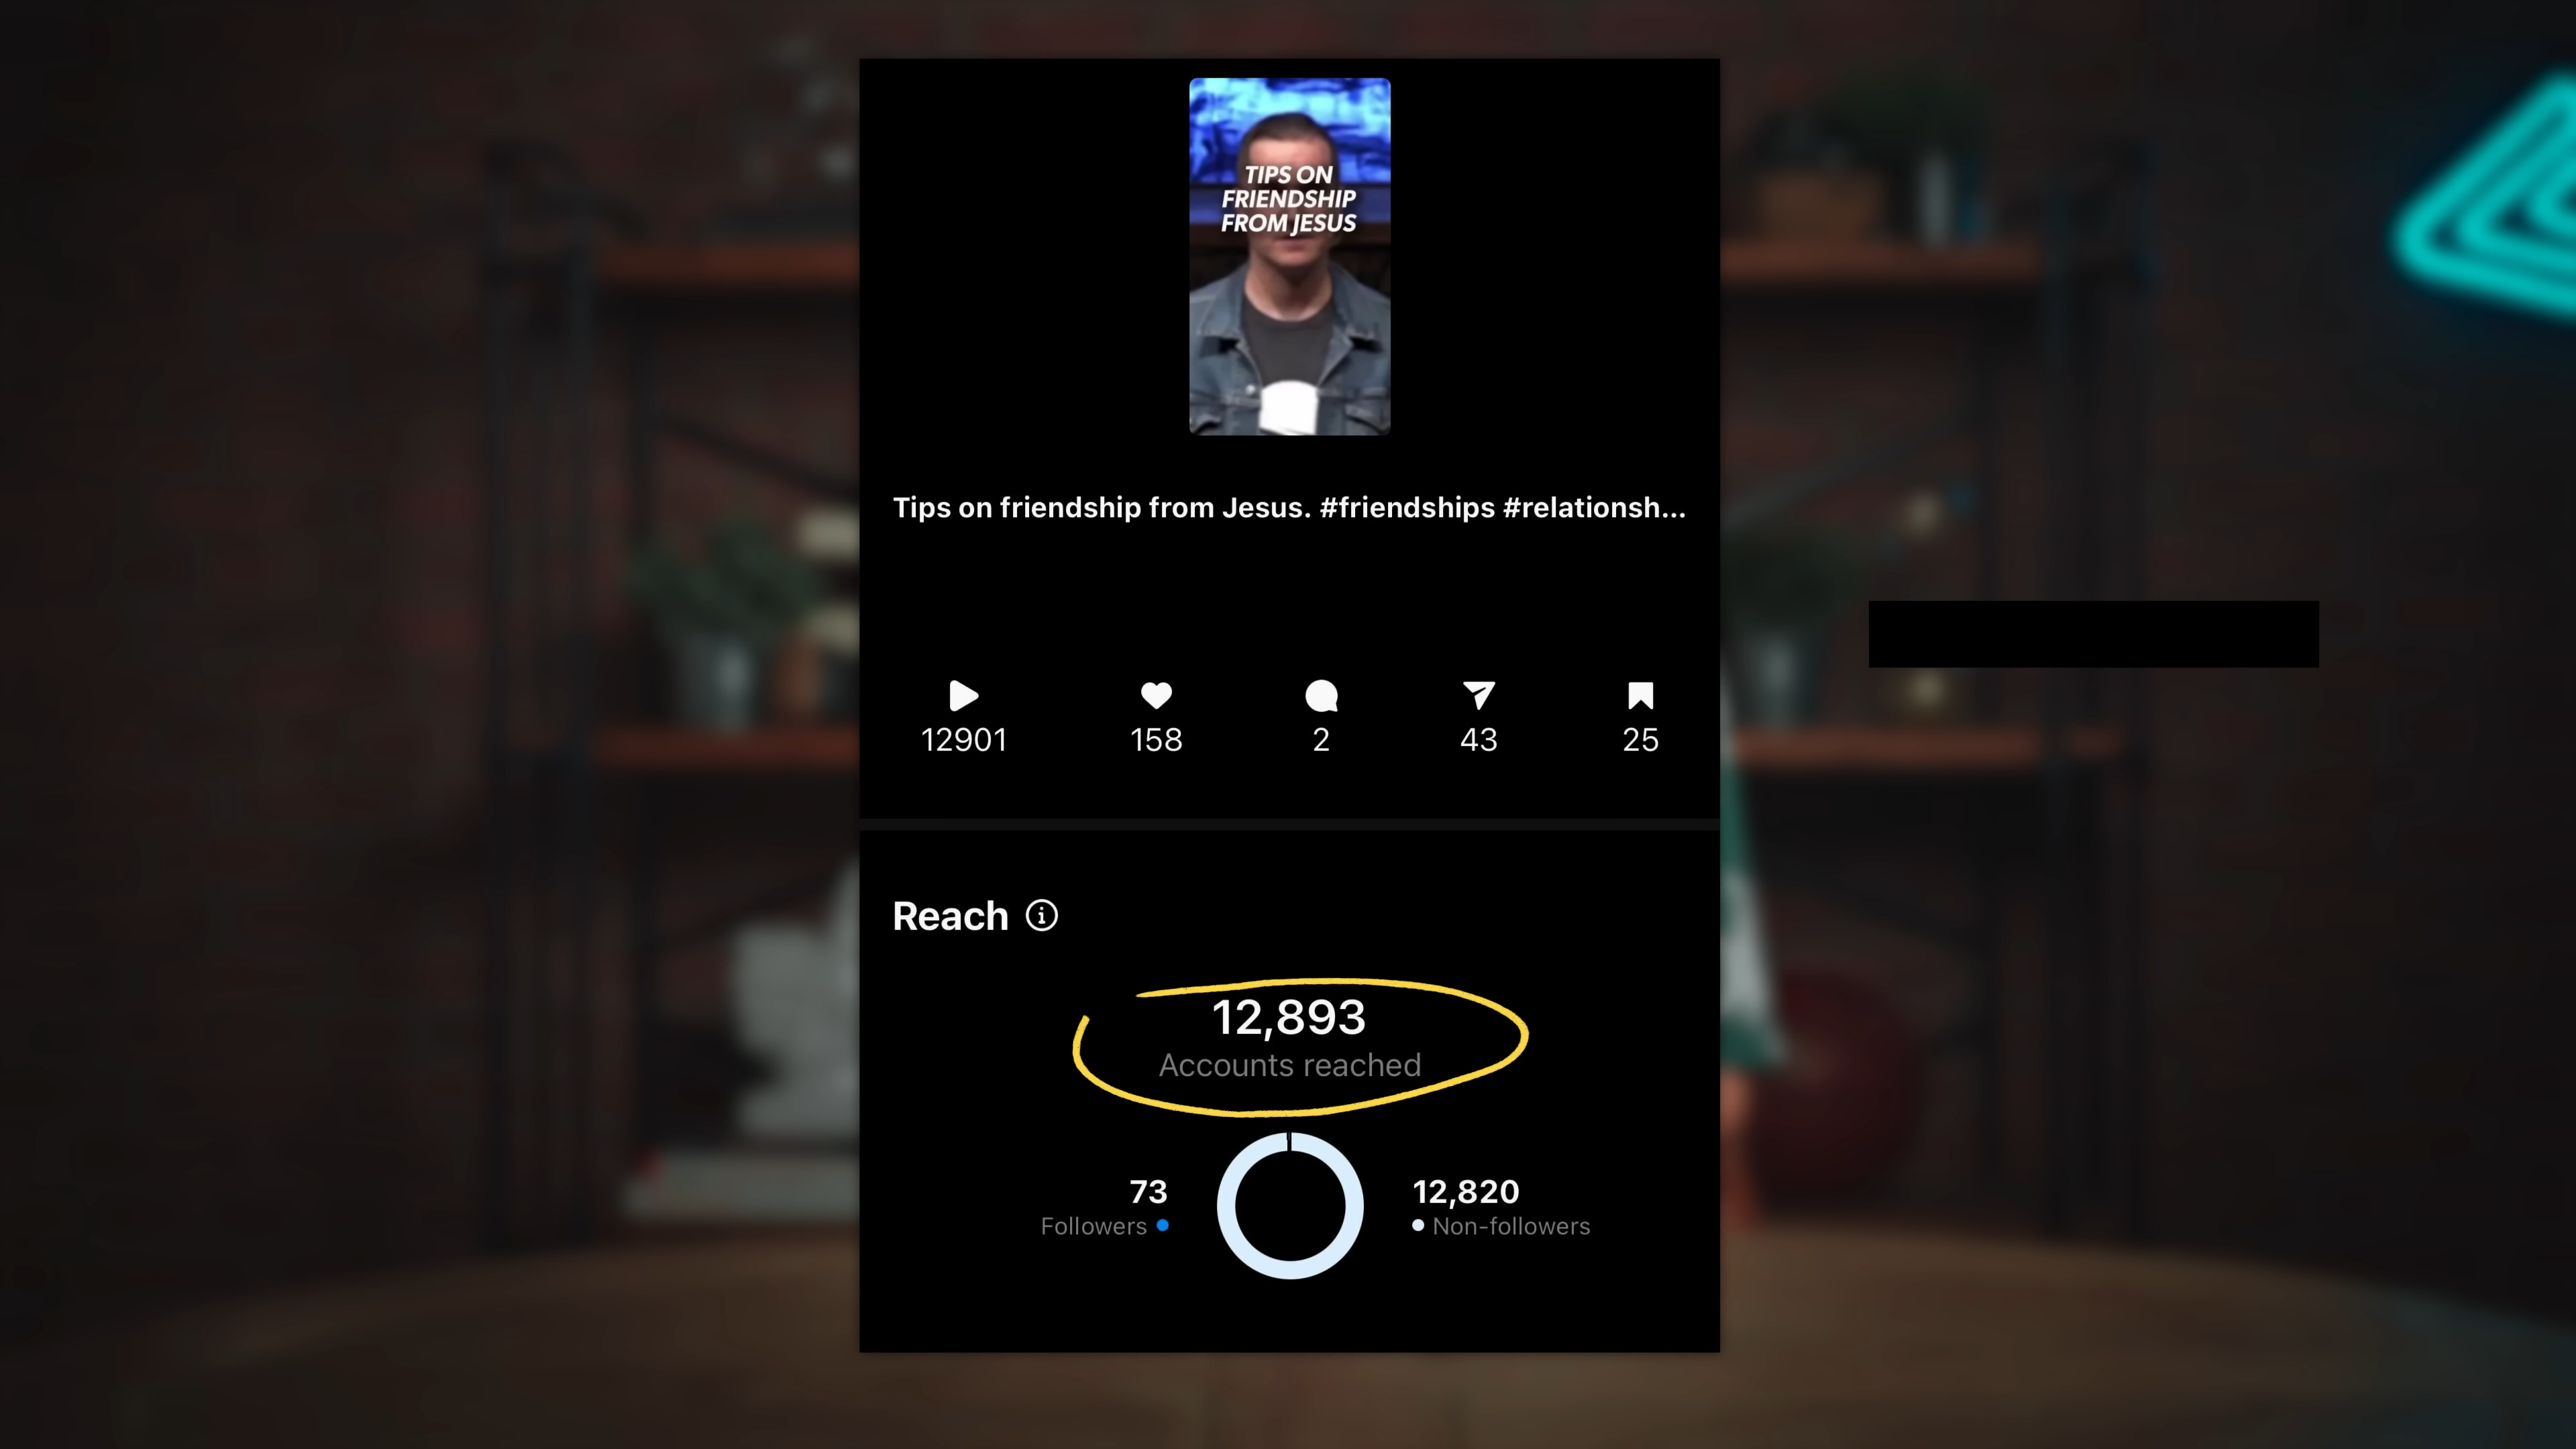 TIPS ON
FRIENDSHIP
FROM JESUS
Tips on friendship from Jesus. #friendships #relationsh...
12901
158
2
43
25
Reach
12,893
Accounts reached
73
Followers
12,820
Non-followers